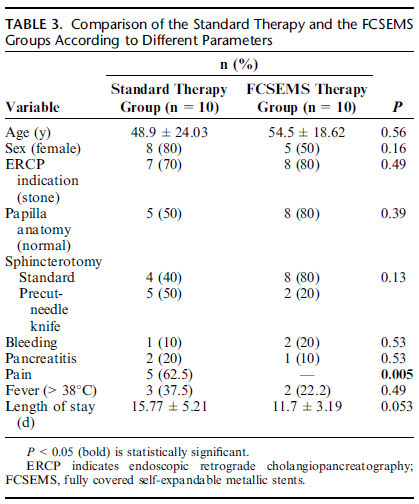 TABLE 3. Comparison of the Standard Therapy and the FCSEMS
Groups According to Different Parameters
n (%)
Standard Therapy FCSEMS Therapy
Variable Group (n = 10) Group (n = 10) P
Age (y) 48.9 ± 24.03 54.5 ± 18.62 0.56
Sex (female) 8 (80) 5 (50) 0.16
ERCP 7 (70) 8 (80) 0.49
indication
(stone)
Papilla 5 (50) 8 (80) 0.39
anatomy
(normal)
Sphincterotomy
Standard 4 (40) 8 (80) 0.13
Precut- 5 (50) 2 (20)
needle
knife
Bleeding 1 (10) 2 (20) 0.53
Pancreatitis 2 (20) 1 (10) 0.53
Pain 5 (62.5) — 0.005
Fever (> 38°C) 3 (37.5) 2 (22.2) 0.49
Length of stay 15.77 ± 5.21 11.7 ± 3.19 0.053
(d)
P < 0.05 (bold) is statistically significant.
ERCP indicates endoscopic retrograde cholangiopancreatography;
FCSEMS, fully covered self-expandable metallic stents.